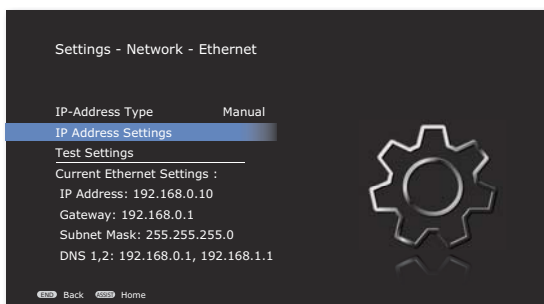 Settings - Network - Ethernet
IP-Address Type Manual
IP Address Settings
Test Settings
Current Ethernet Settings :
IP Address: 192.168.0.10
Gateway: 192.168.0.1
Subnet Mask: 255.255.255.0
DNS 1,2: 192.168.0.1, 192.168.1.1
END Back ASSIST Home